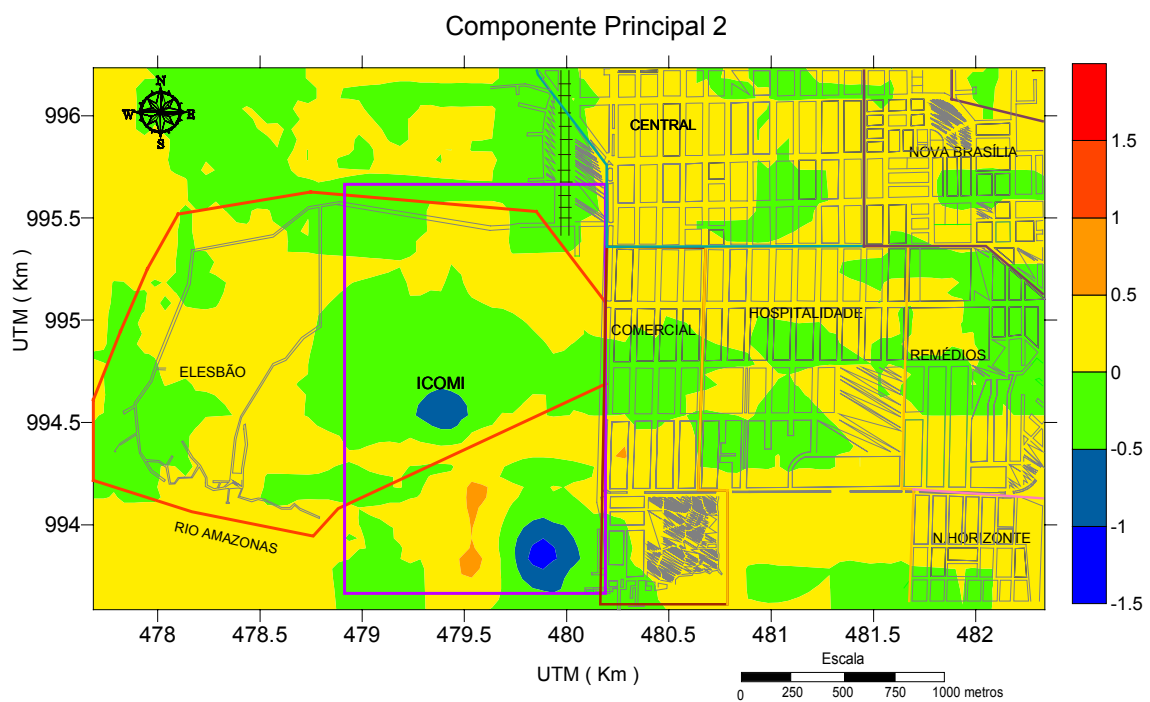 Componente Principal 2
N
W E
S
996
995.5
995
994.5
994
UTM ( Km )
CENTRAL
NOVA BRASÍLIA
COMERCIAL
HOSPITALIDADE
REMÉDIOS
ELESBÃO
ICOMI
RIO AMAZONAS
N.HORIZONTE
478 478.5 479 479.5 480 480.5 481 481.5 482
UTM ( Km )
1.5
1
0.5
0
-0.5
-1
-1.5
Escala
0 250 500 750 1000 metros